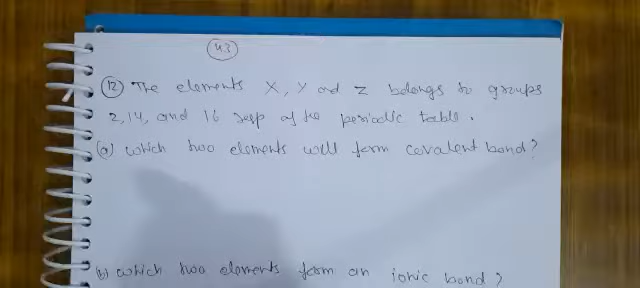 43
12 The elements X, Y and Z belongs to groups
2, 14, and 16 resp of the periodic table.
(a) which two elements will form covalent bond?
b) which two elements form an ionic bond?